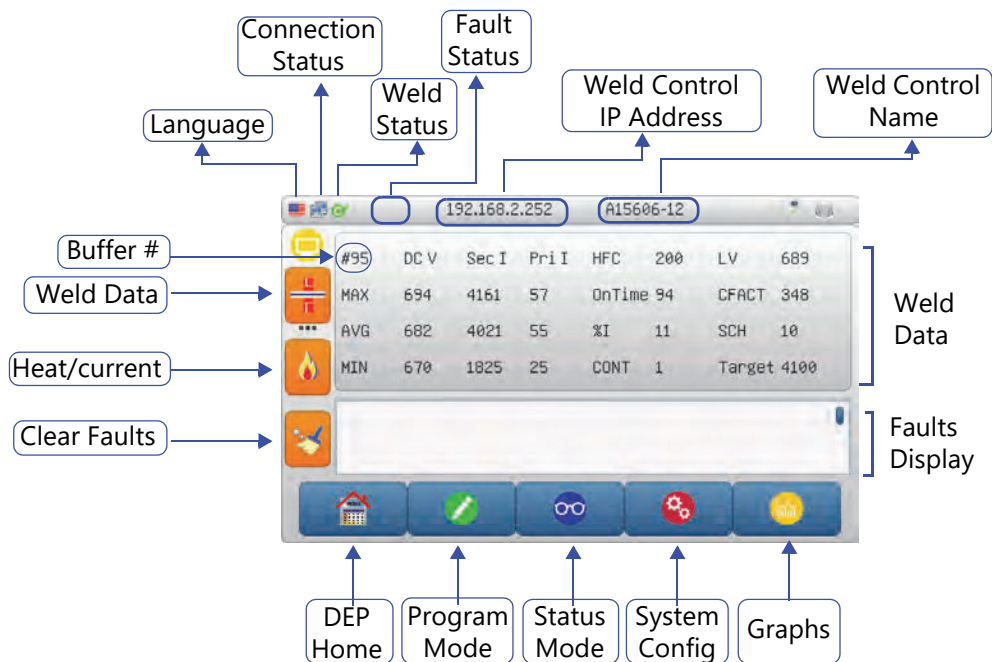 Connection
Status
Fault
Status
Weld
Status
Weld Control
IP Address
Weld Control
Name
Language
192.168.2.252
A15606-12
Buffer #
#95 DC V Sec I Pri I HFC 200 LV 689
Weld Data
MAX 694 4161 57 OnTime 94 CFACT 348
AVG 682 4021 55 %I 11 SCH 10
Weld
Data
Heat/current
MIN 670 1825 25 CONT 1 Target 4100
Clear Faults
Faults
Display
DEP
Home
Program
Mode
Status
Mode
System
Config
Graphs